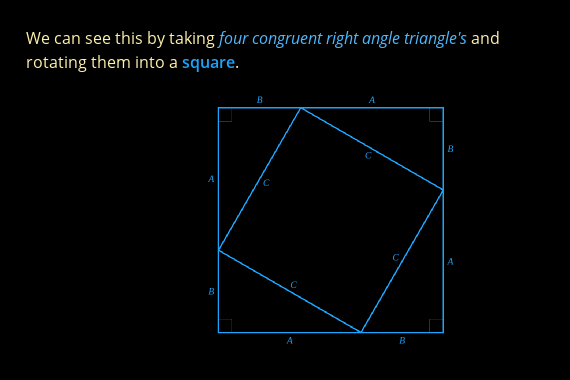 We can see this by taking four congruent right angle triangle's and
rotating them into a square.
B A
B
C
A C
C A
C
B
A B